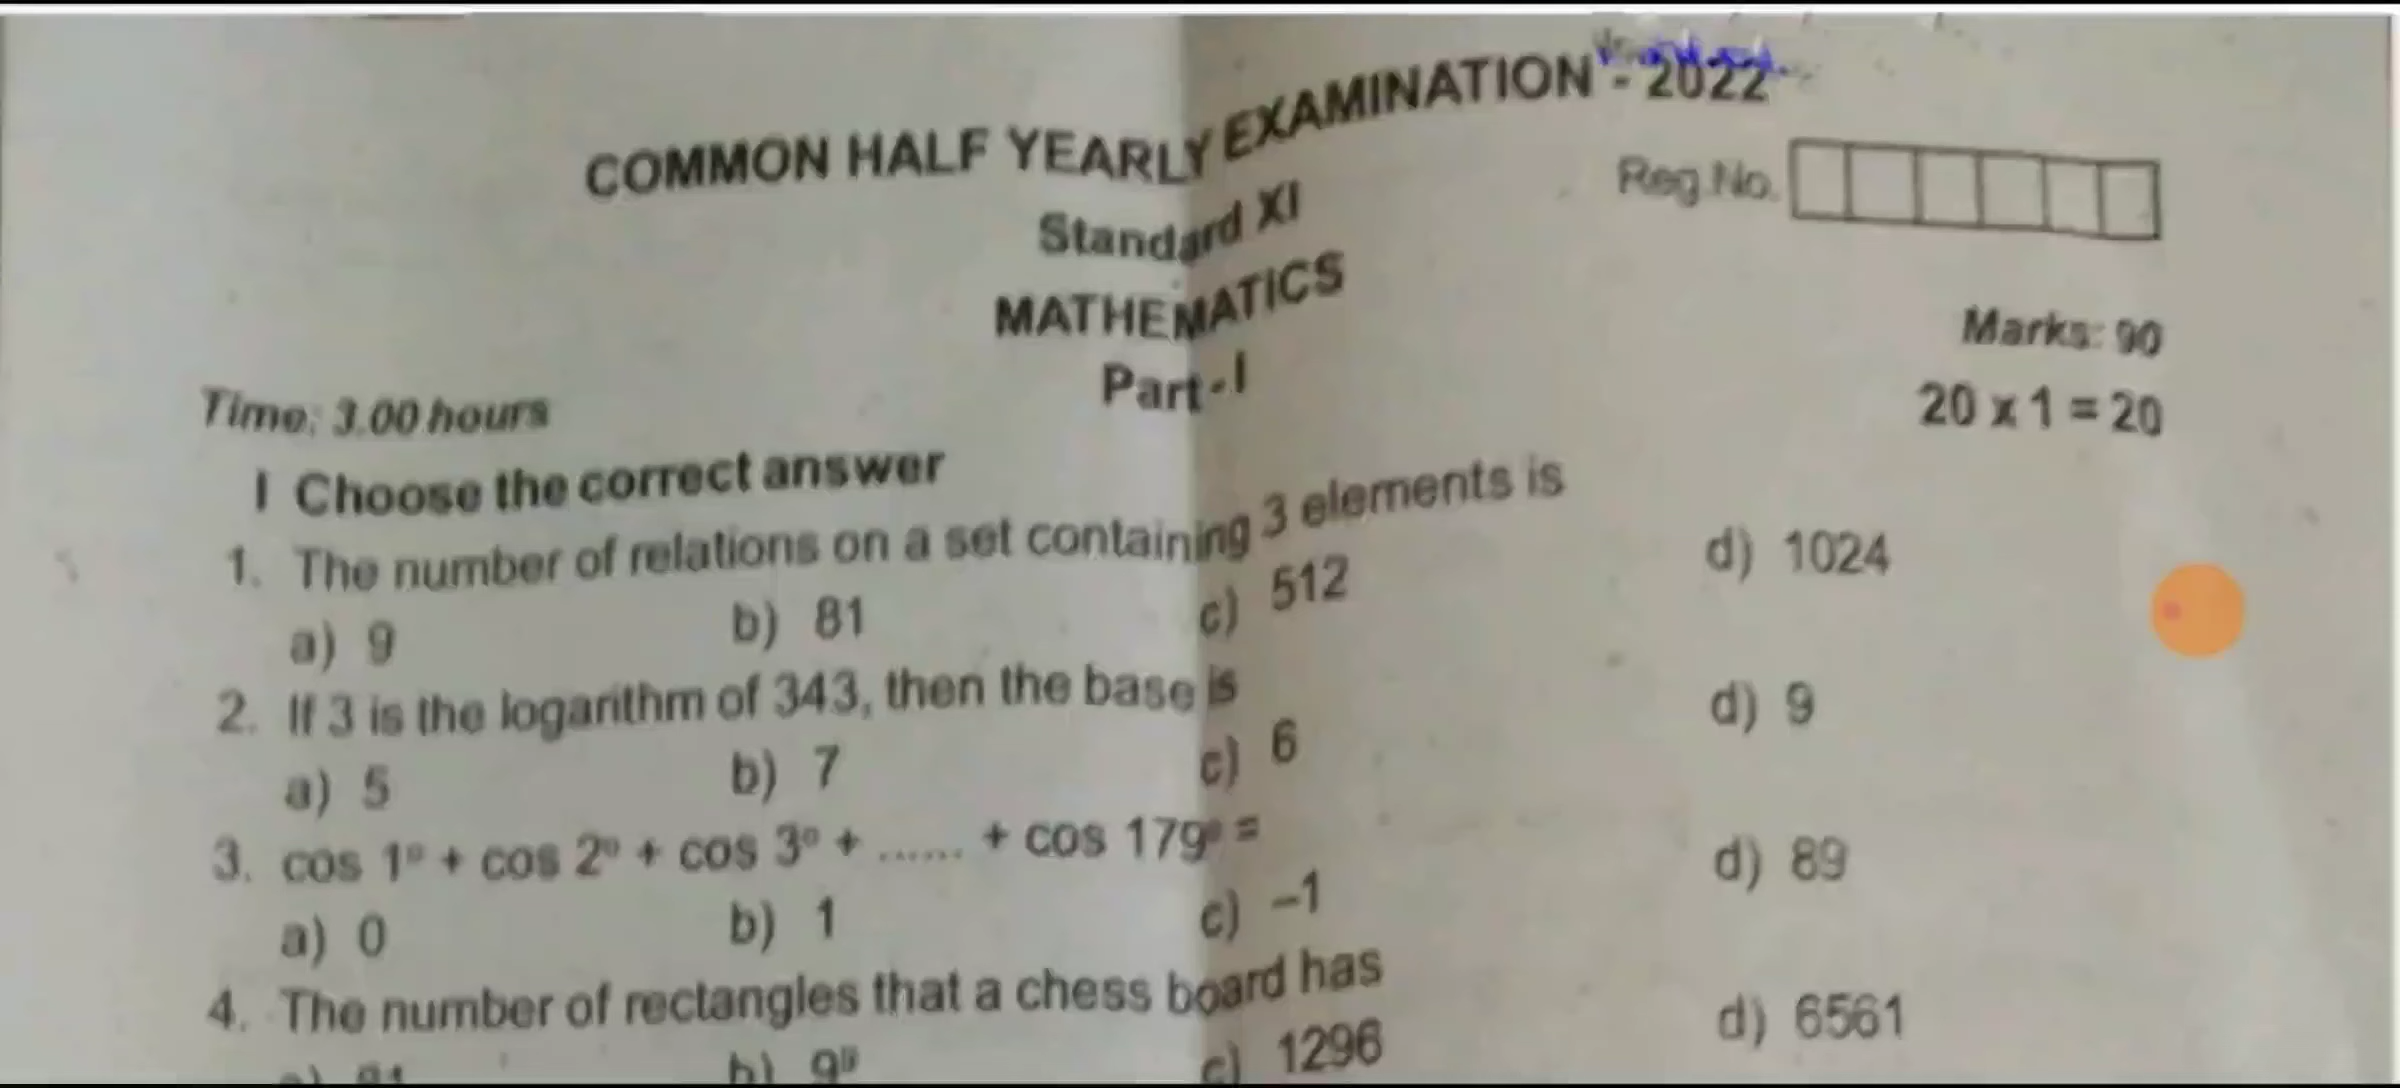 COMMON HALF YEARLY EXAMINATION - 2022
Standard XI
Reg.No.
MATHEMATICS
Part - I
Marks: 90
Time: 3.00 hours
20 x 1 = 20
I Choose the correct answer
1. The number of relations on a set containing 3 elements is
a) 9 b) 81 c) 512 d) 1024
2. If 3 is the logarithm of 343, then the base is
a) 5 b) 7 c) 6 d) 9
3. cos 1° + cos 2° + cos 3° + ...... + cos 179° =
a) 0 b) 1 c) –1 d) 89
4. The number of rectangles that a chess board has
b) c) 1296 d) 6561